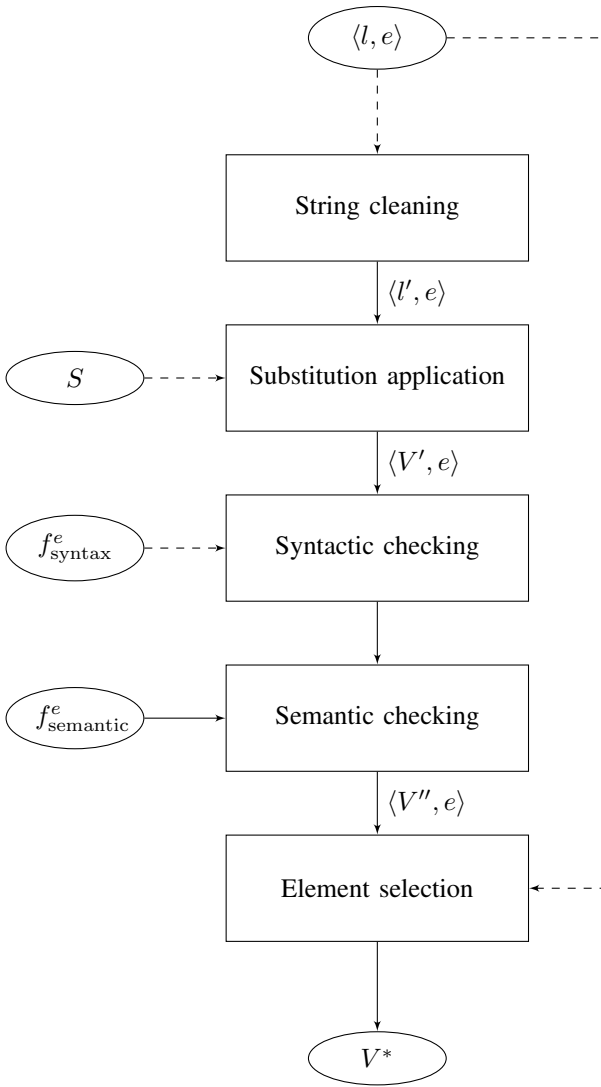 ⟨l, e⟩
String cleaning
⟨l′, e⟩
S
Substitution application
⟨V′, e⟩
f^e_syntax
Syntactic checking
f^e_semantic
Semantic checking
⟨V′′, e⟩
Element selection
V*